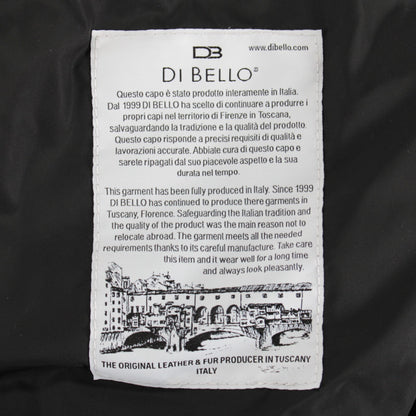 DB
www.dibello.com
DI BELLO®
Questo capo è stato prodotto interamente in Italia.
Dal 1999 DI BELLO ha scelto di continuare a produrre i
propri capi nel territorio di Firenze in Toscana,
salvaguardando la tradizione e la qualità del prodotto.
Questo capo risponde a precisi requisiti di qualità e
lavorazioni accurate. Abbiate cura di questo capo e
sarete ripagati dal suo piacevole aspetto e la sua
durata nel tempo.
This garment has been fully produced in Italy. Since 1999
DI BELLO has continued to produce there garments in
Tuscany, Florence. Safeguarding the Italian tradition and
the quality of the product was the main reason not to
relocate abroad. The garment meets all the needed
requirements thanks to its careful manufacture. Take care
this item and it wear well for a long time
and always look pleasantly.
THE ORIGINAL LEATHER & FUR PRODUCER IN TUSCANY
ITALY